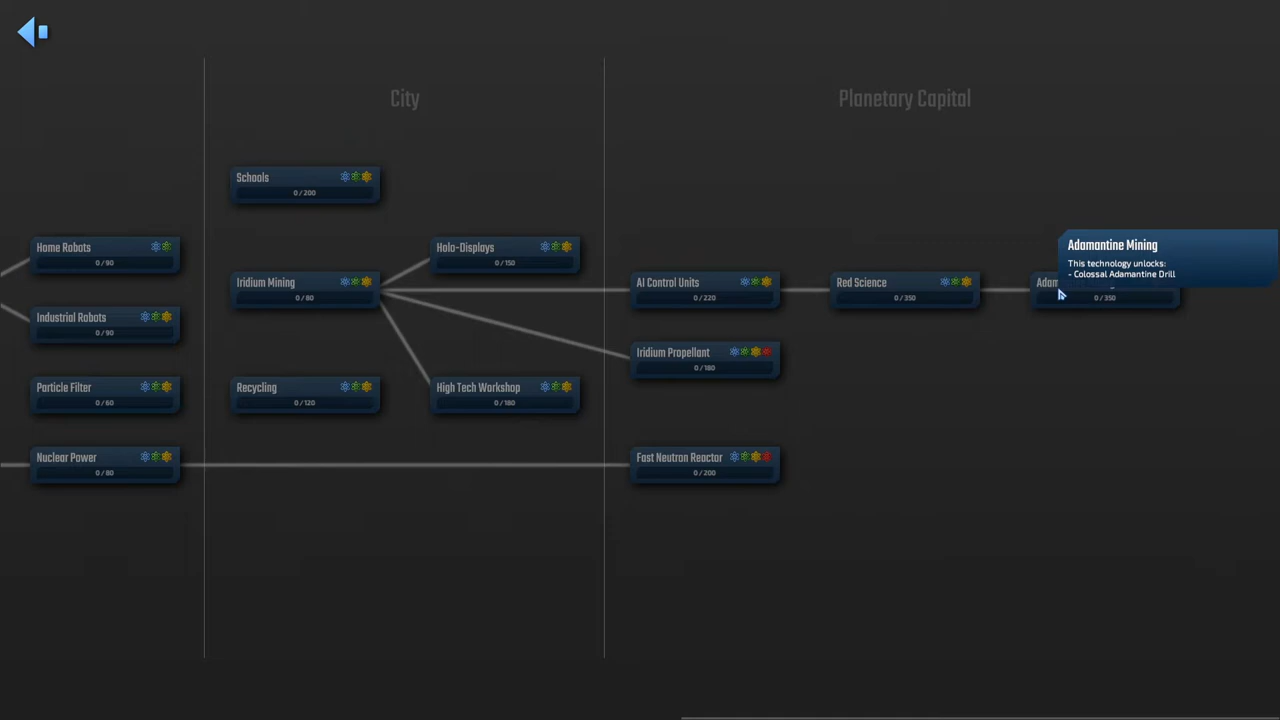 City
Planetary Capital
Schools
0/200
Home Robots
0/90
Holo-Displays
0/150
Adamantine Mining
This technology unlocks:
- Colossal Adamantine Drill
Iridium Mining
0/80
AI Control Units
0/220
Red Science
0/350
Adam
0/350
Industrial Robots
0/90
Iridium Propellant
0/180
Particle Filter
0/60
Recycling
0/120
High Tech Workshop
0/180
Nuclear Power
0/80
Fast Neutron Reactor
0/200